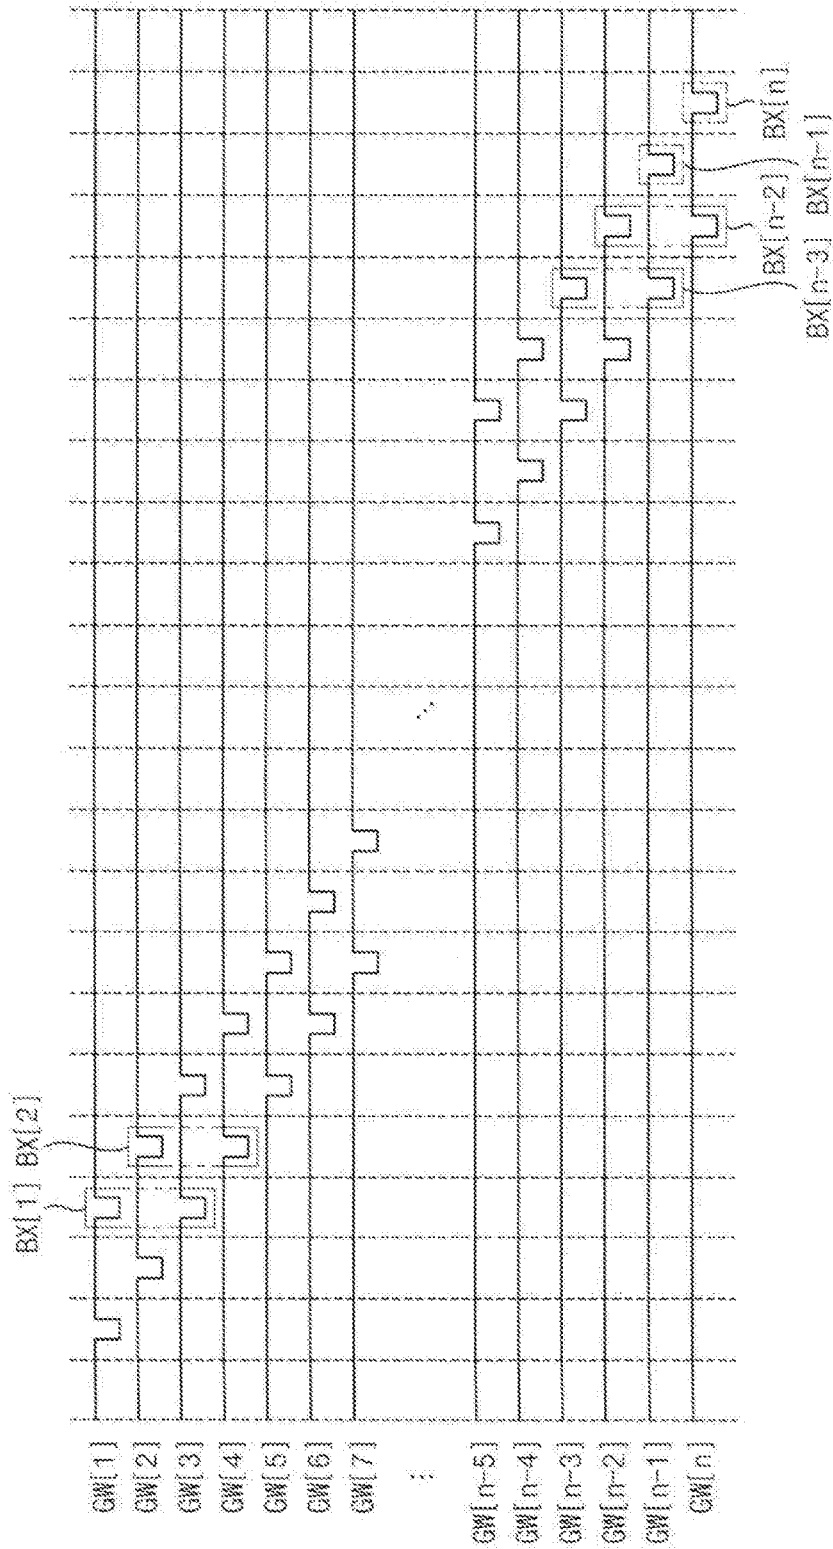 BX[1] BX[2]
GW[1]
GW[2]
GW[3]
GW[4]
GW[5]
GW[6]
GW[7]
GW[n-5]
GW[n-4]
GW[n-3]
GW[n-2]
GW[n-1]
GW[n]
BX[n-2] BX[n]
BX[n-3] BX[n-1]